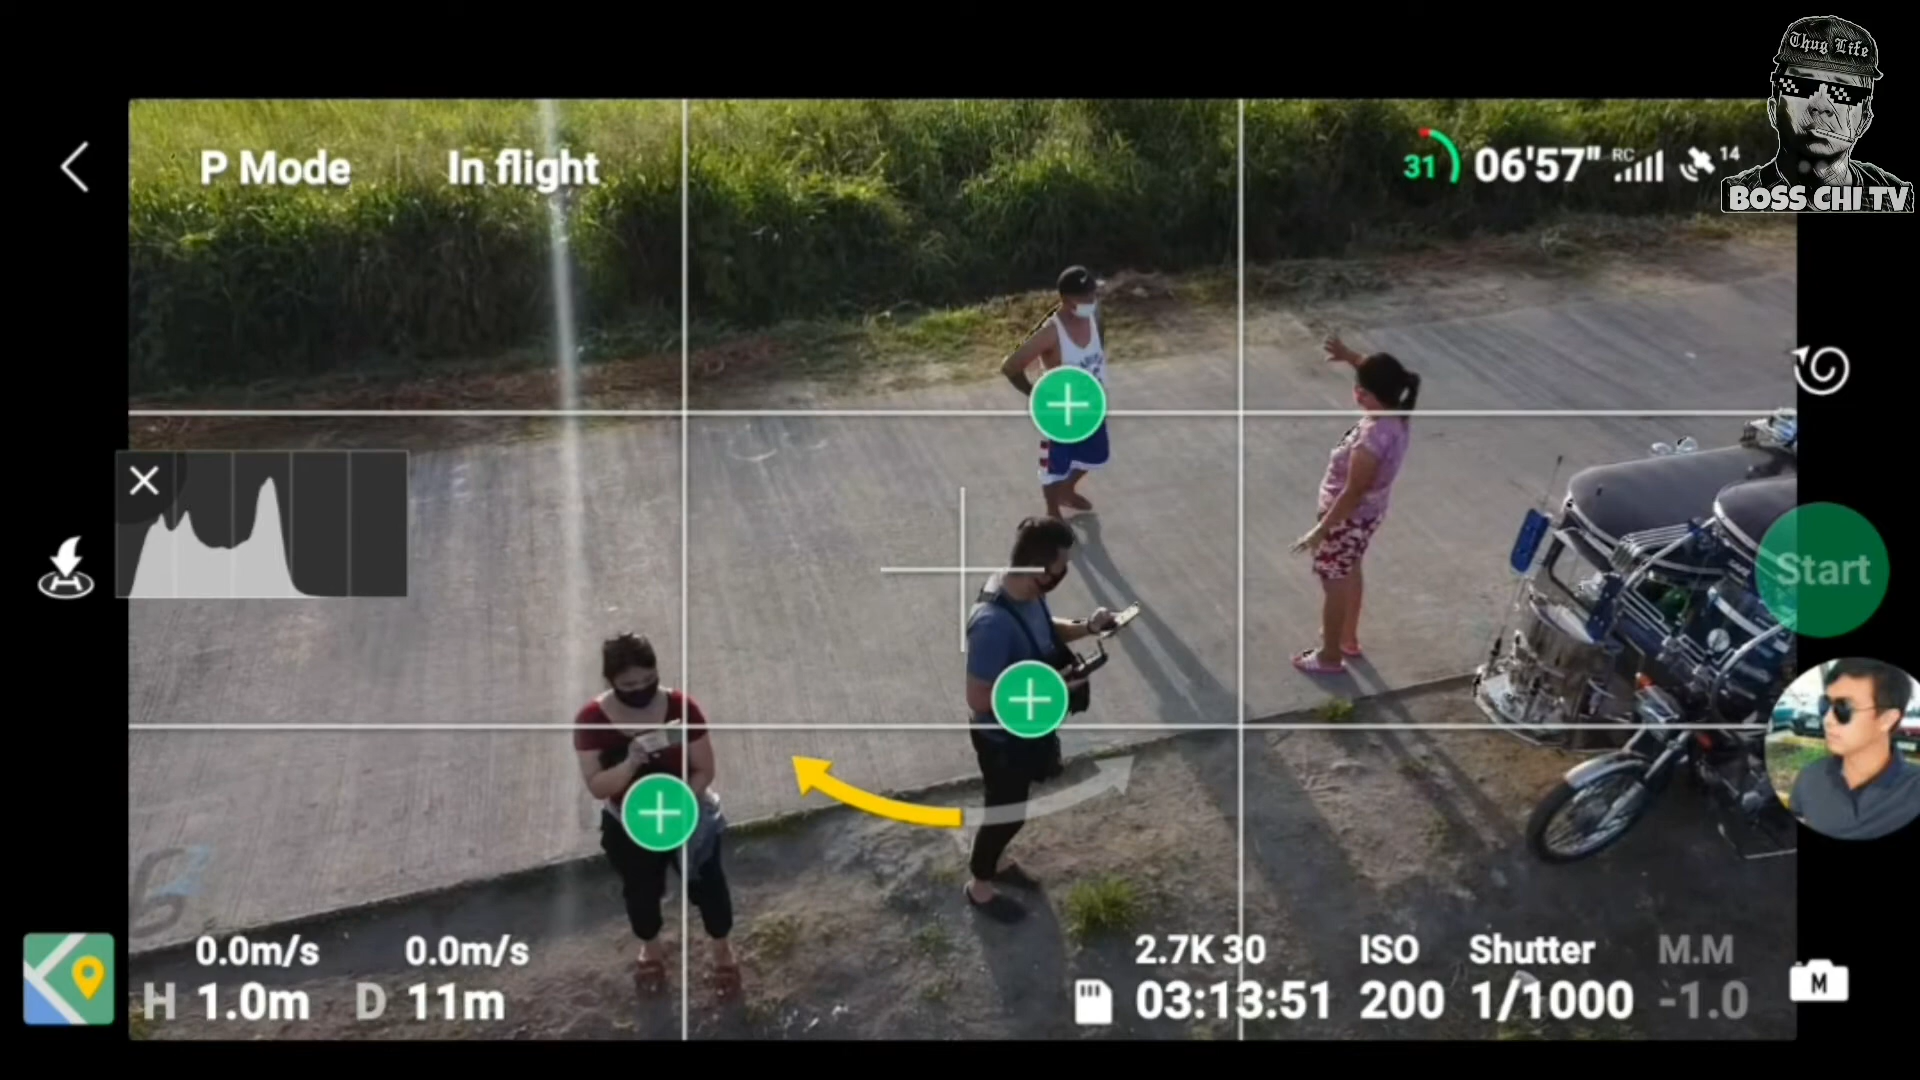 Thug Life
BOSS CHI TV
P Mode
In flight
31
06'57"
RC
14
Start
0.0m/s
0.0m/s
H 1.0m
D 11m
2.7K 30
ISO
Shutter
M.M
03:13:51
200
1/1000
-1.0
M